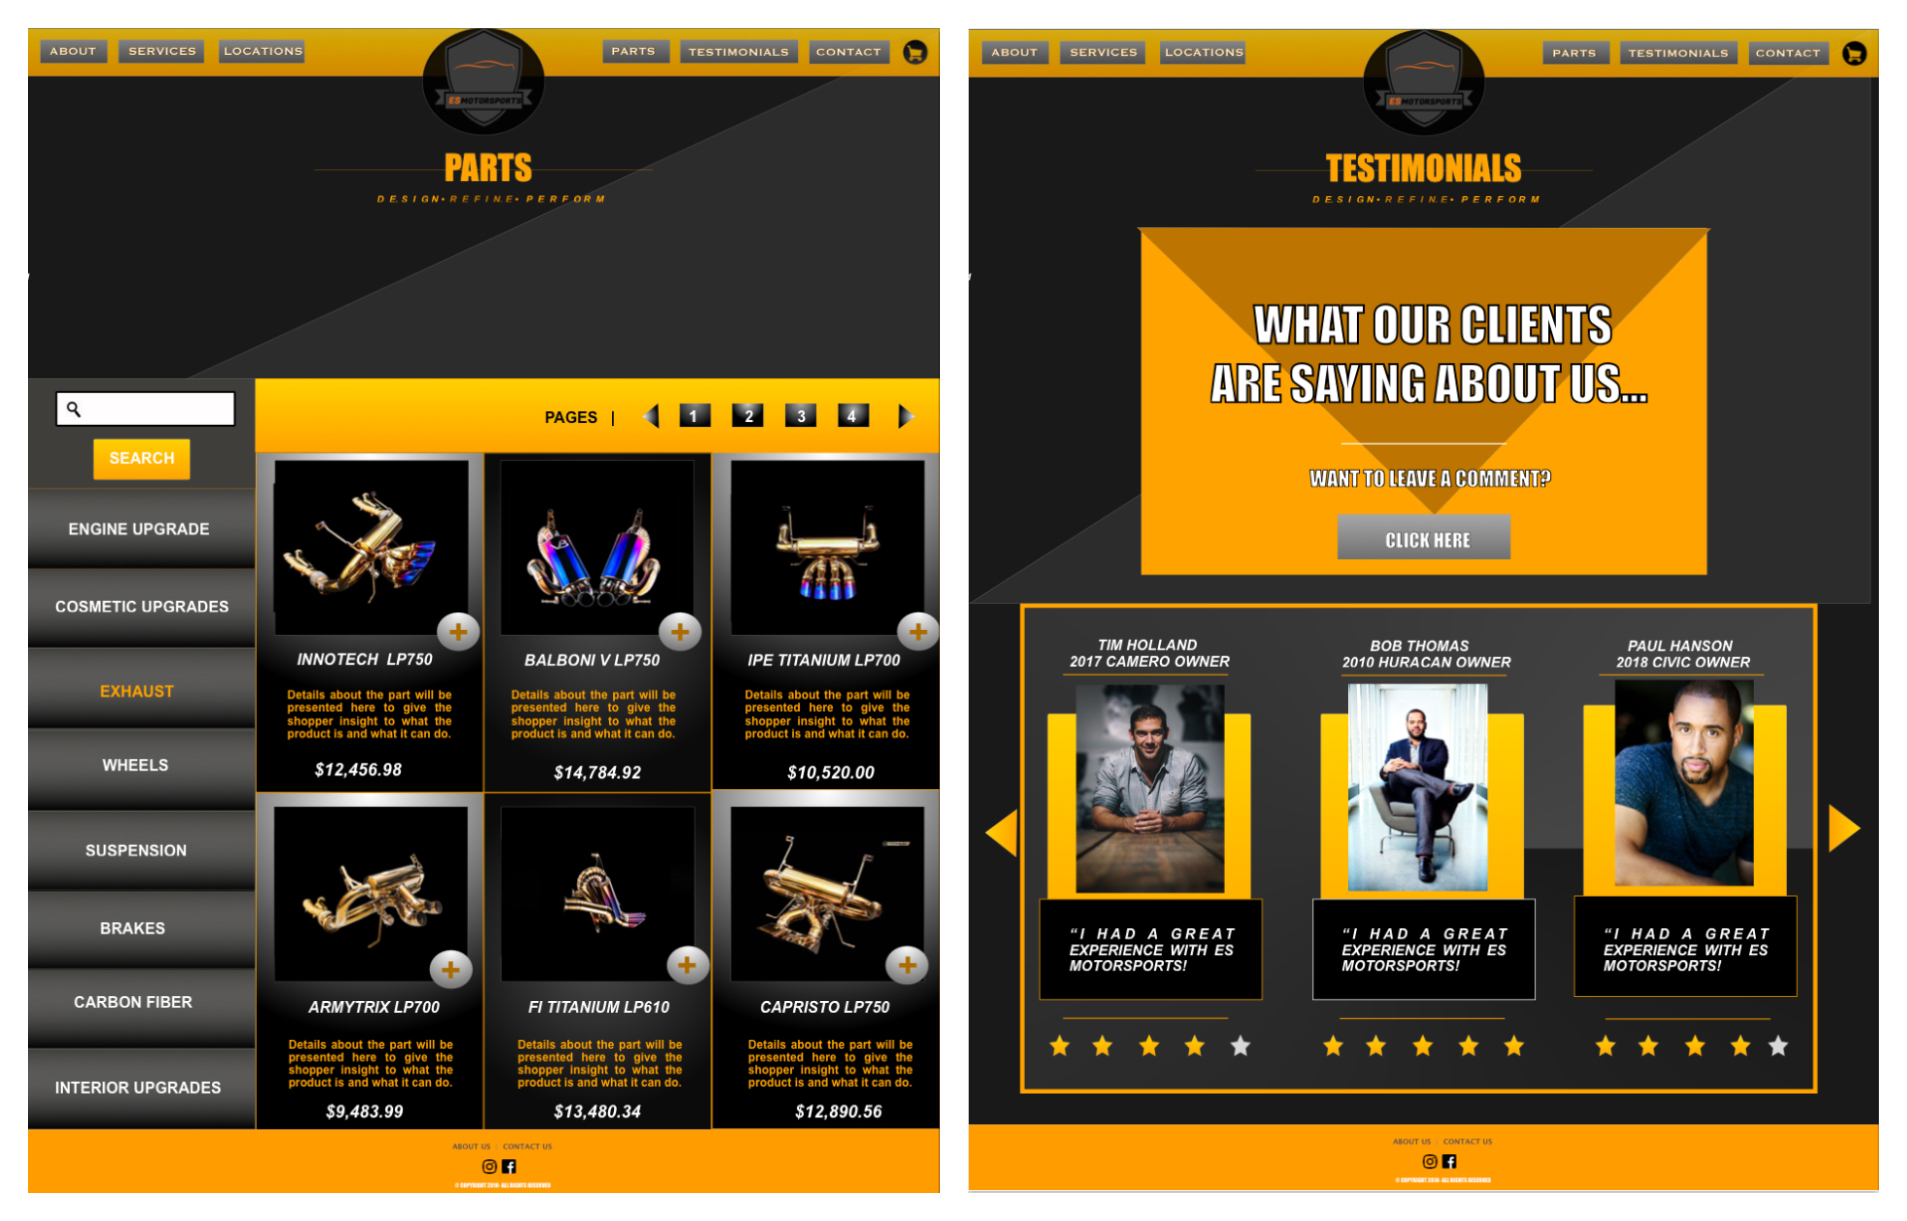 ABOUT SERVICES LOCATIONS PARTS TESTIMONIALS CONTACT
ES MOTORSPORTS
PARTS
DESIGN•REFINE•PERFORM
SEARCH
PAGES | 1 2 3 4
ENGINE UPGRADE
COSMETIC UPGRADES
EXHAUST
WHEELS
SUSPENSION
BRAKES
CARBON FIBER
INTERIOR UPGRADES
INNOTECH LP750
Details about the part will be
presented here to give the
shopper insight to what the
product is and what it can do.
$12,456.98
BALBONI V LP750
Details about the part will be
presented here to give the
shopper insight to what the
product is and what it can do.
$14,784.92
IPE TITANIUM LP700
Details about the part will be
presented here to give the
shopper insight to what the
product is and what it can do.
$10,520.00
ARMYTRIX LP700
Details about the part will be
presented here to give the
shopper insight to what the
product is and what it can do.
$9,483.99
FI TITANIUM LP610
Details about the part will be
presented here to give the
shopper insight to what the
product is and what it can do.
$13,480.34
CAPRISTO LP750
Details about the part will be
presented here to give the
shopper insight to what the
product is and what it can do.
$12,890.56
ABOUT US | CONTACT US
© COPYRIGHT 2018- ALL RIGHTS RESERVED
ABOUT SERVICES LOCATIONS PARTS TESTIMONIALS CONTACT
ES MOTORSPORTS
TESTIMONIALS
DESIGN•REFINE•PERFORM
WHAT OUR CLIENTS
ARE SAYING ABOUT US...
WANT TO LEAVE A COMMENT?
CLICK HERE
TIM HOLLAND
2017 CAMERO OWNER
“I HAD A GREAT
EXPERIENCE WITH ES
MOTORSPORTS!
BOB THOMAS
2010 HURACAN OWNER
“I HAD A GREAT
EXPERIENCE WITH ES
MOTORSPORTS!
PAUL HANSON
2018 CIVIC OWNER
“I HAD A GREAT
EXPERIENCE WITH ES
MOTORSPORTS!
ABOUT US | CONTACT US
© COPYRIGHT 2018- ALL RIGHTS RESERVED